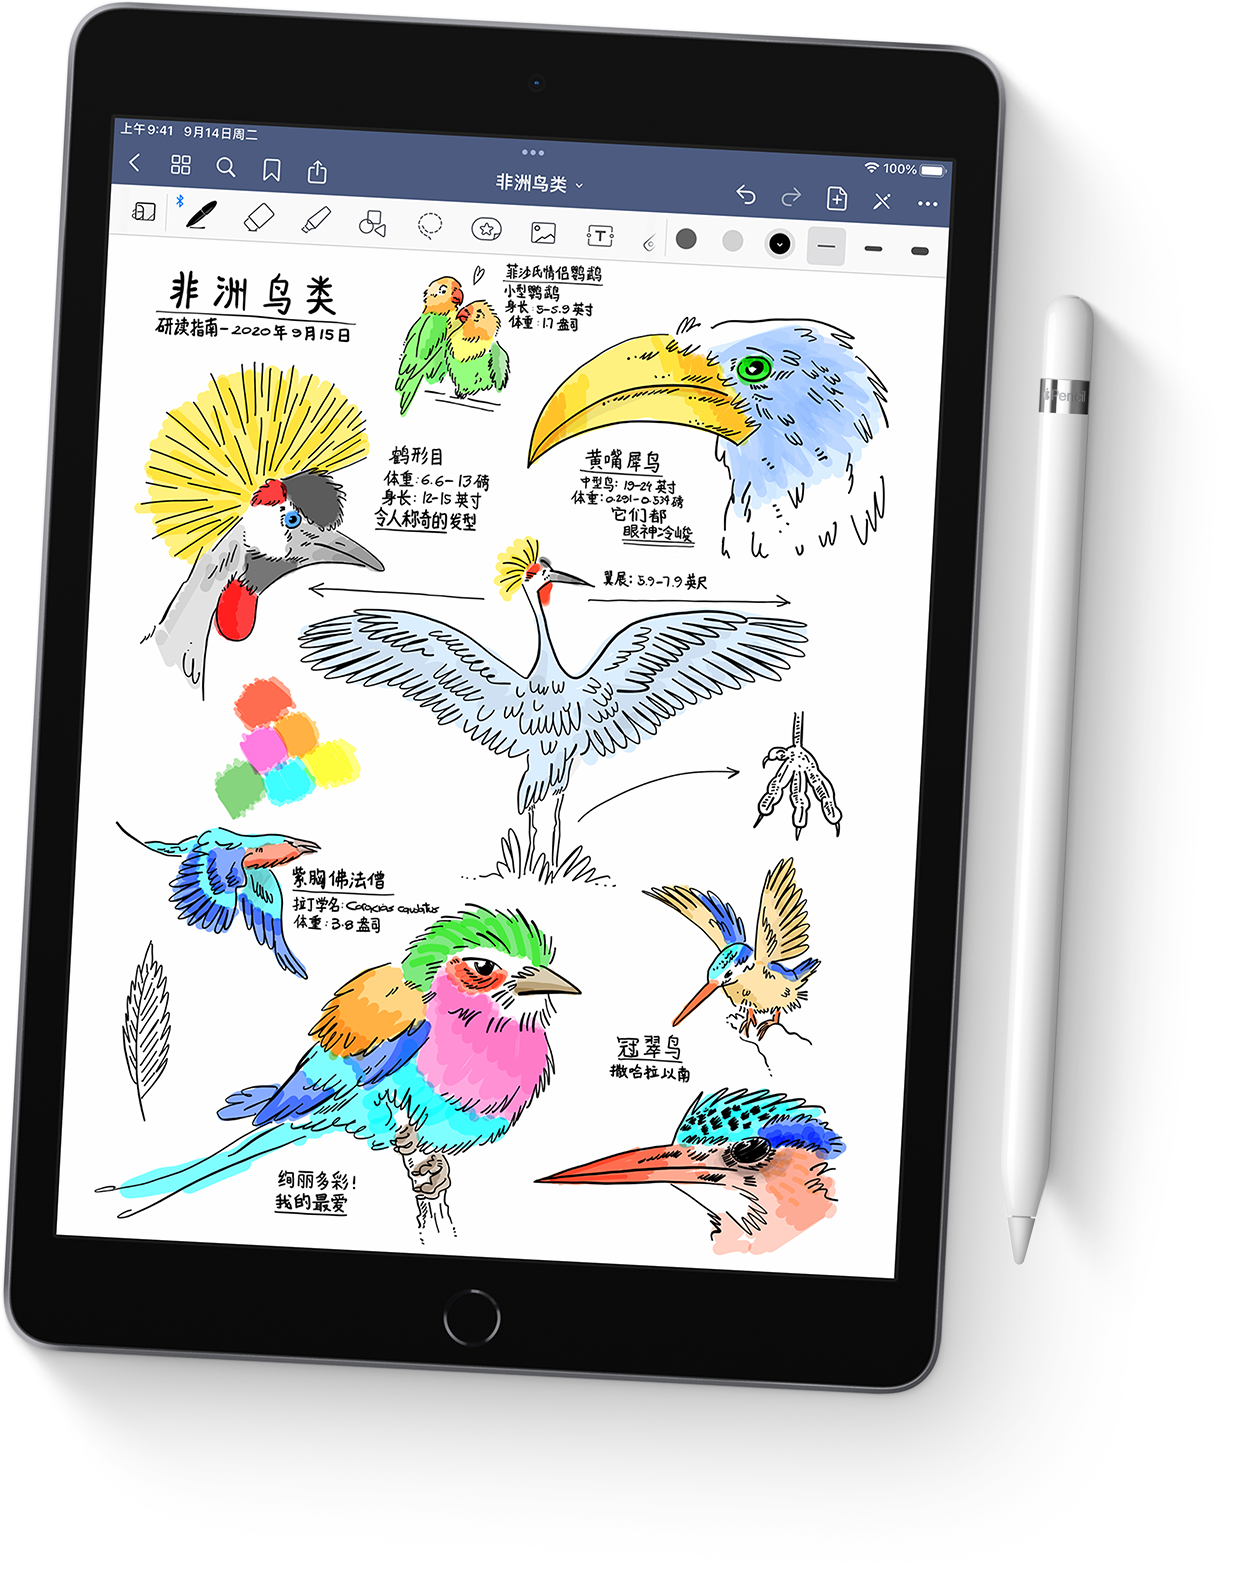 上午9:41 9月14日周二
100%
非洲鸟类
T
非洲鸟类
研读指南-2020年9月15日
菲沙氏情侣鹦鹉
小型鹦鹉
身长:5-5.9英寸
体重:1.7盎司
鹤形目
体重:6.6-13磅
身长:12-15英寸
令人称奇的发型
黄嘴犀鸟
中型鸟:19-24英寸
体重:0.291-0.534磅
它们都
眼神冷峻
翼展:5.9-7.9英尺
紫胸佛法僧
拉丁学名:Coracias caudatus
体重:3.8盎司
冠翠鸟
撒哈拉以南
绚丽多彩!
我的最爱
Pencil